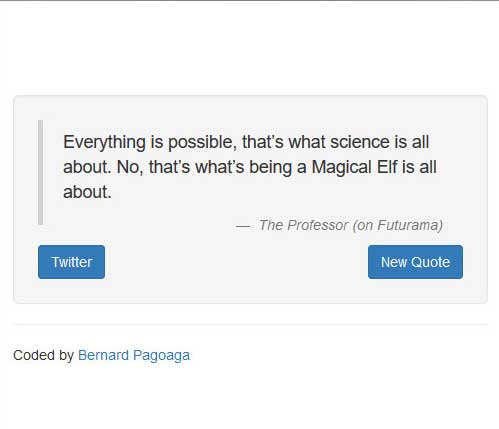 Everything is possible, that’s what science is all
about. No, that’s what’s being a Magical Elf is all
about.
— The Professor (on Futurama)
Twitter New Quote
Coded by Bernard Pagoaga